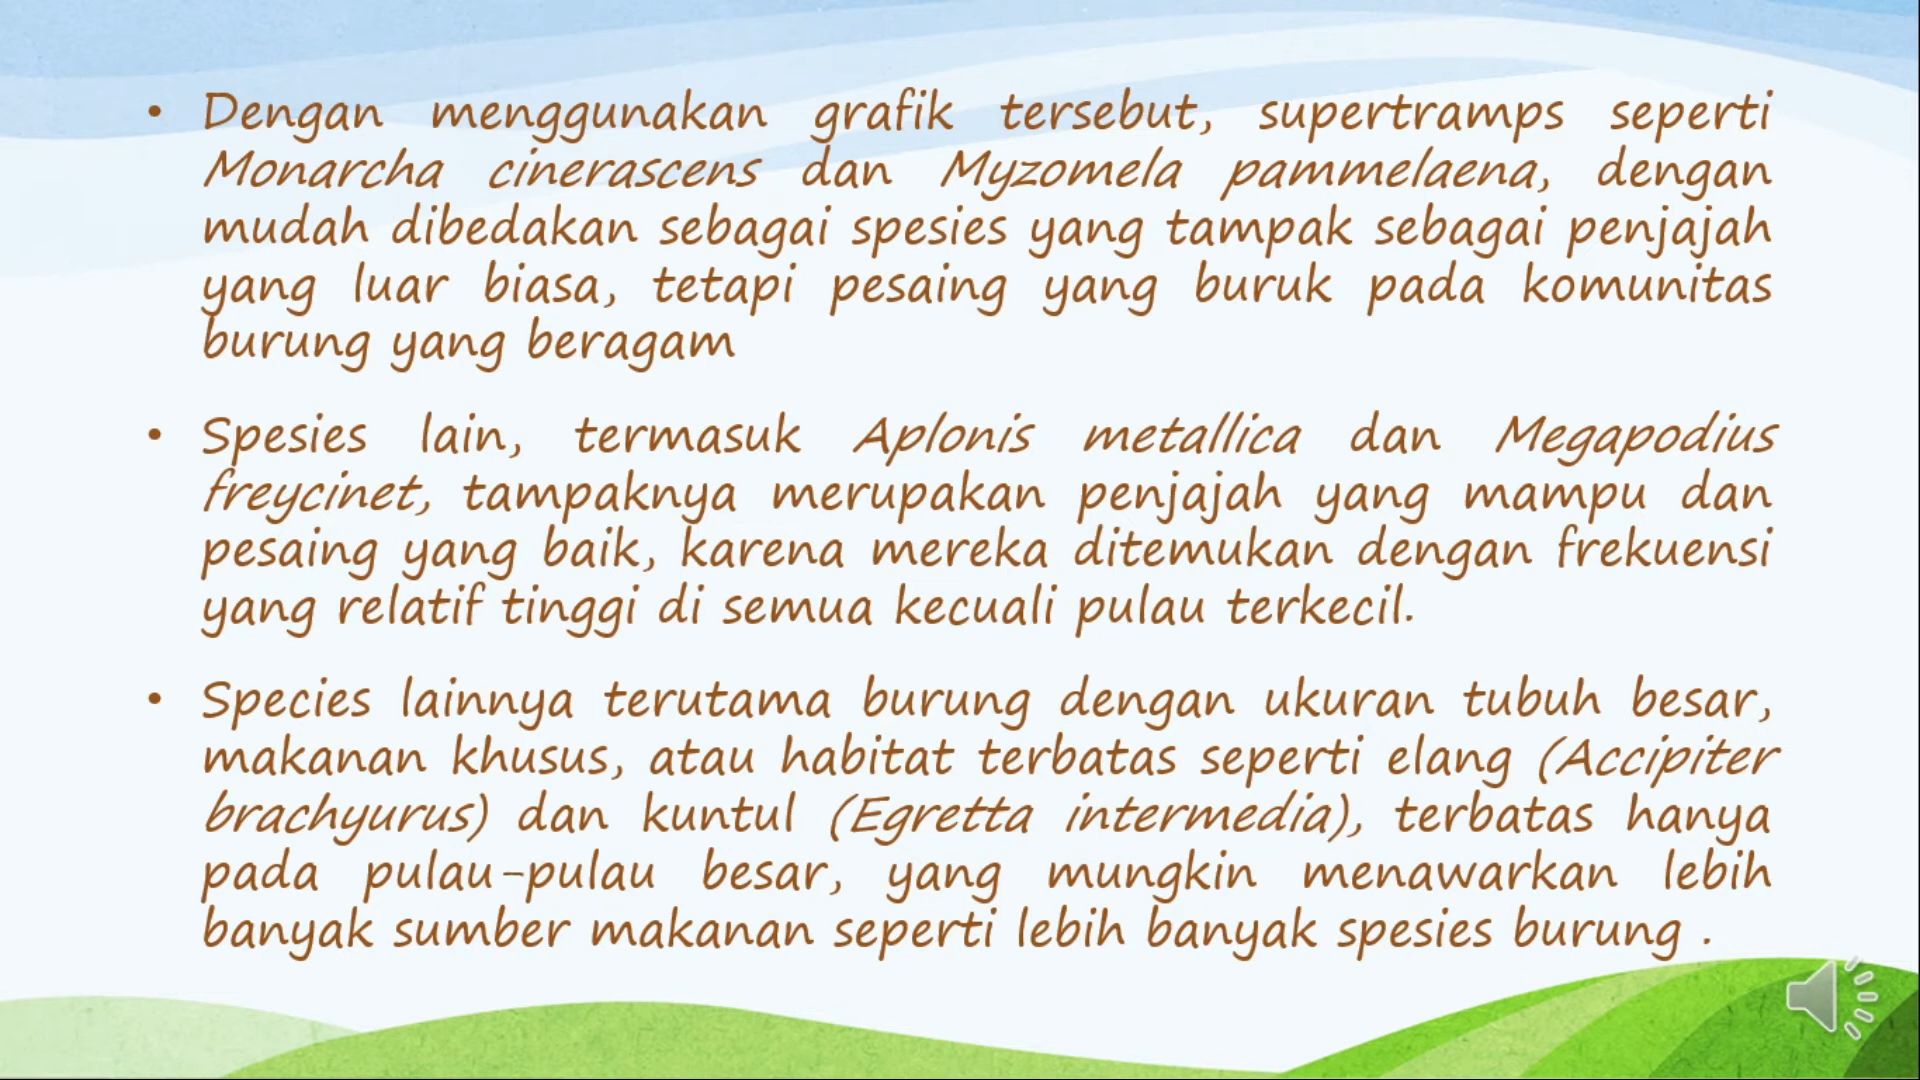 • Dengan menggunakan grafik tersebut, supertramps seperti
Monarcha cinerascens dan Myzomela pammelaena, dengan
mudah dibedakan sebagai spesies yang tampak sebagai penjajah
yang luar biasa, tetapi pesaing yang buruk pada komunitas
burung yang beragam
• Spesies lain, termasuk Aplonis metallica dan Megapodius
freycinet, tampaknya merupakan penjajah yang mampu dan
pesaing yang baik, karena mereka ditemukan dengan frekuensi
yang relatif tinggi di semua kecuali pulau terkecil.
• Species lainnya terutama burung dengan ukuran tubuh besar,
makanan khusus, atau habitat terbatas seperti elang (Accipiter
brachyurus) dan kuntul (Egretta intermedia), terbatas hanya
pada pulau-pulau besar, yang mungkin menawarkan lebih
banyak sumber makanan seperti lebih banyak spesies burung .